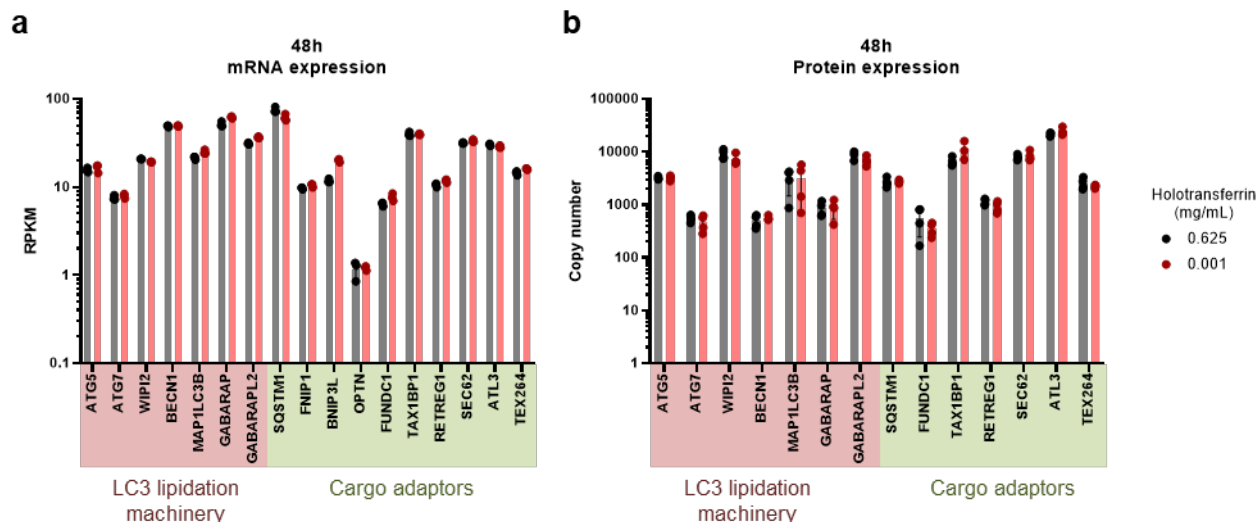 a
48h
mRNA expression
RPKM
100
10
1
0.1
ATG5
ATG7
WIPI2
BECN1
MAP1LC3B
GABARAP
GABARAPL2
SQSTM1
FNIP1
BNIP3L
OPTN
FUNDC1
TAX1BP1
RETREG1
SEC62
ATL3
TEX264
LC3 lipidation
machinery
Cargo adaptors
b
48h
Protein expression
Copy number
100000
10000
1000
100
10
1
ATG5
ATG7
WIPI2
BECN1
MAP1LC3B
GABARAP
GABARAPL2
SQSTM1
FUNDC1
TAX1BP1
RETREG1
SEC62
ATL3
TEX264
LC3 lipidation
machinery
Cargo adaptors
Holotransferrin
(mg/mL)
0.625
0.001